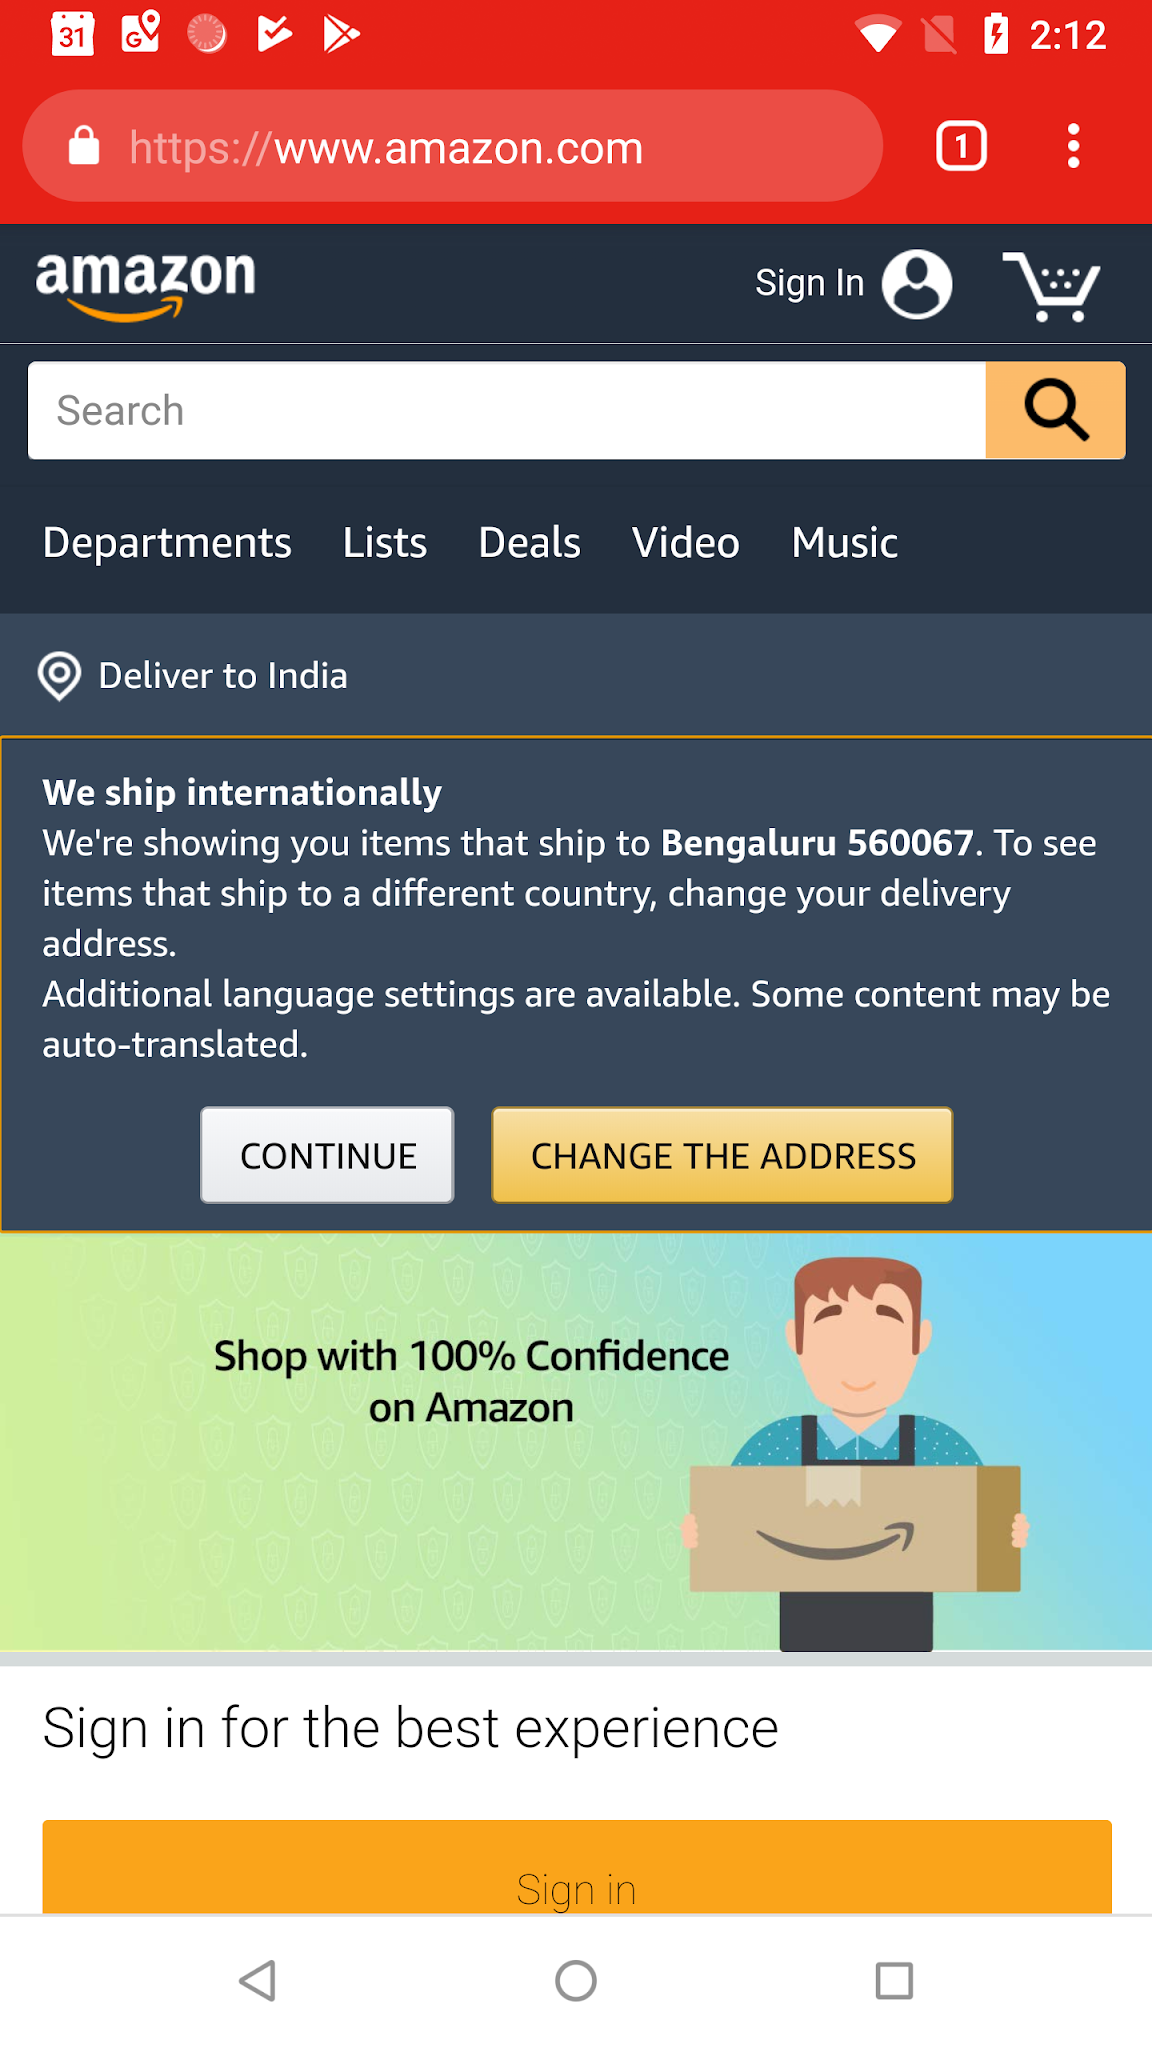 31
G
2:12
https://www.amazon.com
1
amazon
Sign In
Search
Departments Lists Deals Video Music
Deliver to India
We ship internationally
We're showing you items that ship to Bengaluru 560067. To see
items that ship to a different country, change your delivery
address.
Additional language settings are available. Some content may be
auto-translated.
CONTINUE
CHANGE THE ADDRESS
Shop with 100% Confidence
on Amazon
Sign in for the best experience
Sign in